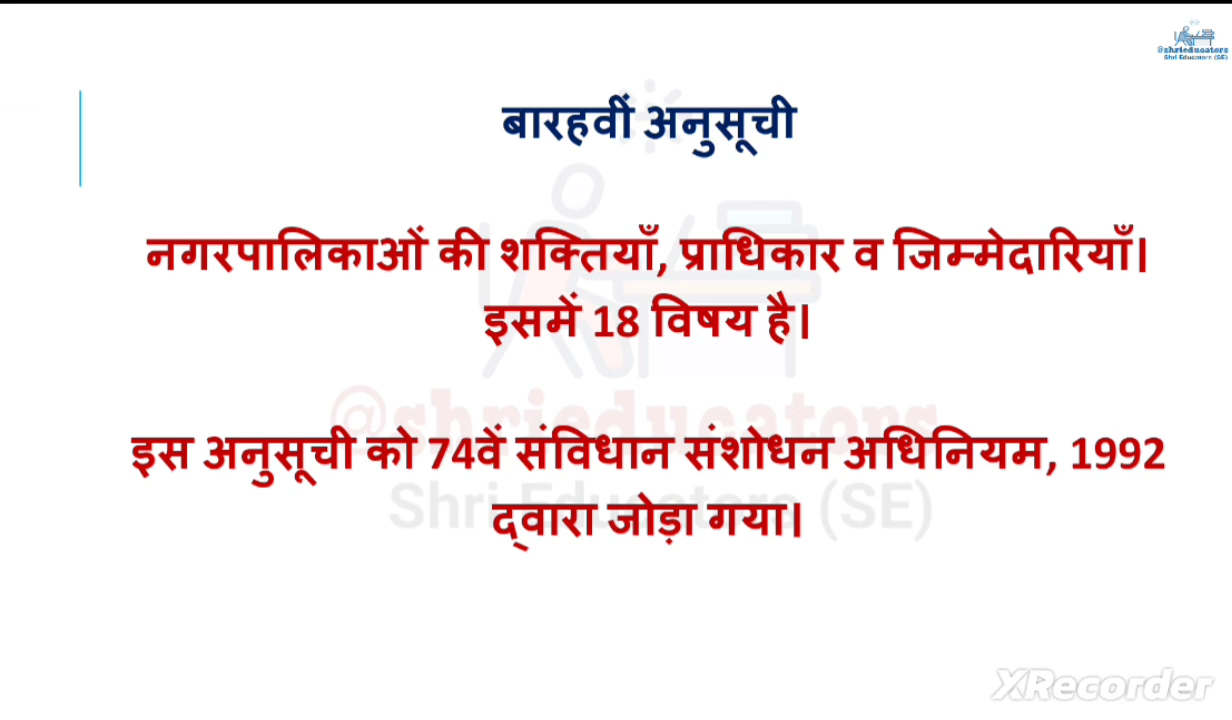 @shrieducators
Shri Educators (SE)
बारहवीं अनुसूची
नगरपालिकाओं की शक्तियाँ, प्राधिकार व जिम्मेदारियाँ।
इसमें 18 विषय है।
@shrieducators
इस अनुसूची को 74वें संविधान संशोधन अधिनियम, 1992
Shri Educators (SE)
द्वारा जोड़ा गया।
XRecorder